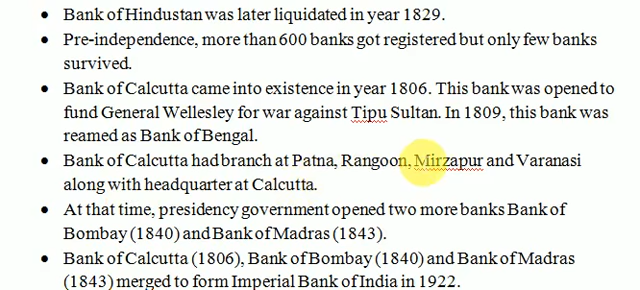 • Bank of Hindustan was later liquidated in year 1829.
• Pre-independence, more than 600 banks got registered but only few banks
survived.
• Bank of Calcutta came into existence in year 1806. This bank was opened to
fund General Wellesley for war against Tipu Sultan. In 1809, this bank was
reamed as Bank of Bengal.
• Bank of Calcutta had branch at Patna, Rangoon, Mirzapur and Varanasi
along with headquarter at Calcutta.
• At that time, presidency government opened two more banks Bank of
Bombay (1840) and Bank of Madras (1843).
• Bank of Calcutta (1806), Bank of Bombay (1840) and Bank of Madras
(1843) merged to form Imperial Bank of India in 1922.